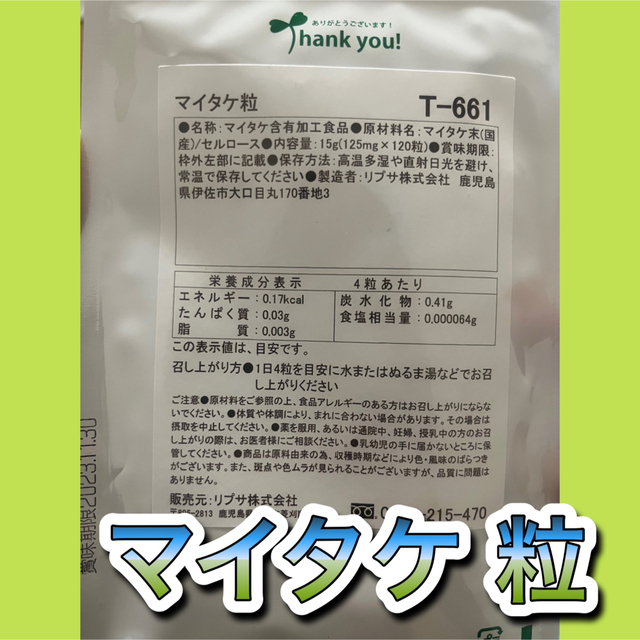 ありがとうございます!
Thank you!
マイタケ粒 T-661
●名称:マイタケ含有加工食品●原材料名:マイタケ末(国
産)/セルロース●内容量:15g(125mg×120粒)●賞味期限:
枠外左部に記載●保存方法:高温多湿や直射日光を避け、
常温で保存してください●製造者:リプサ株式会社 鹿児島
県伊佐市大口目丸170番地3
栄養成分表示 4粒あたり
エネルギー:0.17kcal 炭水化物:0.41g
たんぱく質:0.03g 食塩相当量:0.000064g
脂質:0.003g
この表示値は、目安です。
召し上がり方●1日4粒を目安に水またはぬるま湯などでお召
し上がりください
ご注意●原材料をご参照の上、食品アレルギーのある方はお召し上がりにならな
いでください。●体質や体調により、まれに合わない場合があります。その場合は
摂取を中止してください。●薬を服用、あるいは通院中、妊婦、授乳中の方のお召
し上がりの際は、お医者様にご相談ください。●乳幼児の手に届かないところに保
管してください。●商品は原料由来の為、収穫時期などにより色・風味のばらつき
がございます。また、斑点や色ムラが見られることがございますが、品質に問題は
ありません。
販売元:リプサ株式会社
-215-470
-2813 鹿児島
賞味期限2023.11.30
マイタケ 粒